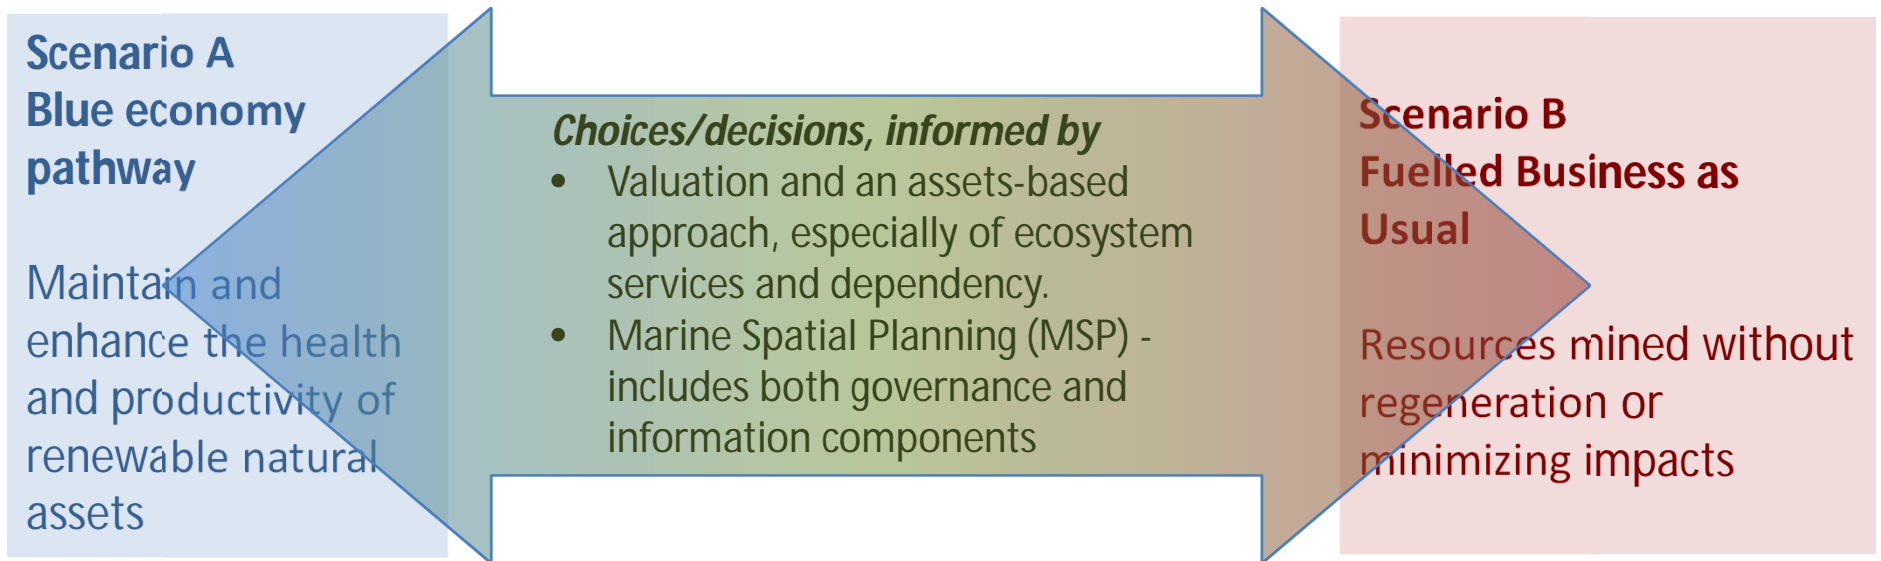 Scenario A
Blue economy
pathway
Maintain and
enhance the health
and productivity of
renewable natural
assets
Choices/decisions, informed by
• Valuation and an assets-based
approach, especially of ecosystem
services and dependency.
• Marine Spatial Planning (MSP) -
includes both governance and
information components
Scenario B
Fuelled Business as
Usual
Resources mined without
regeneration or
minimizing impacts